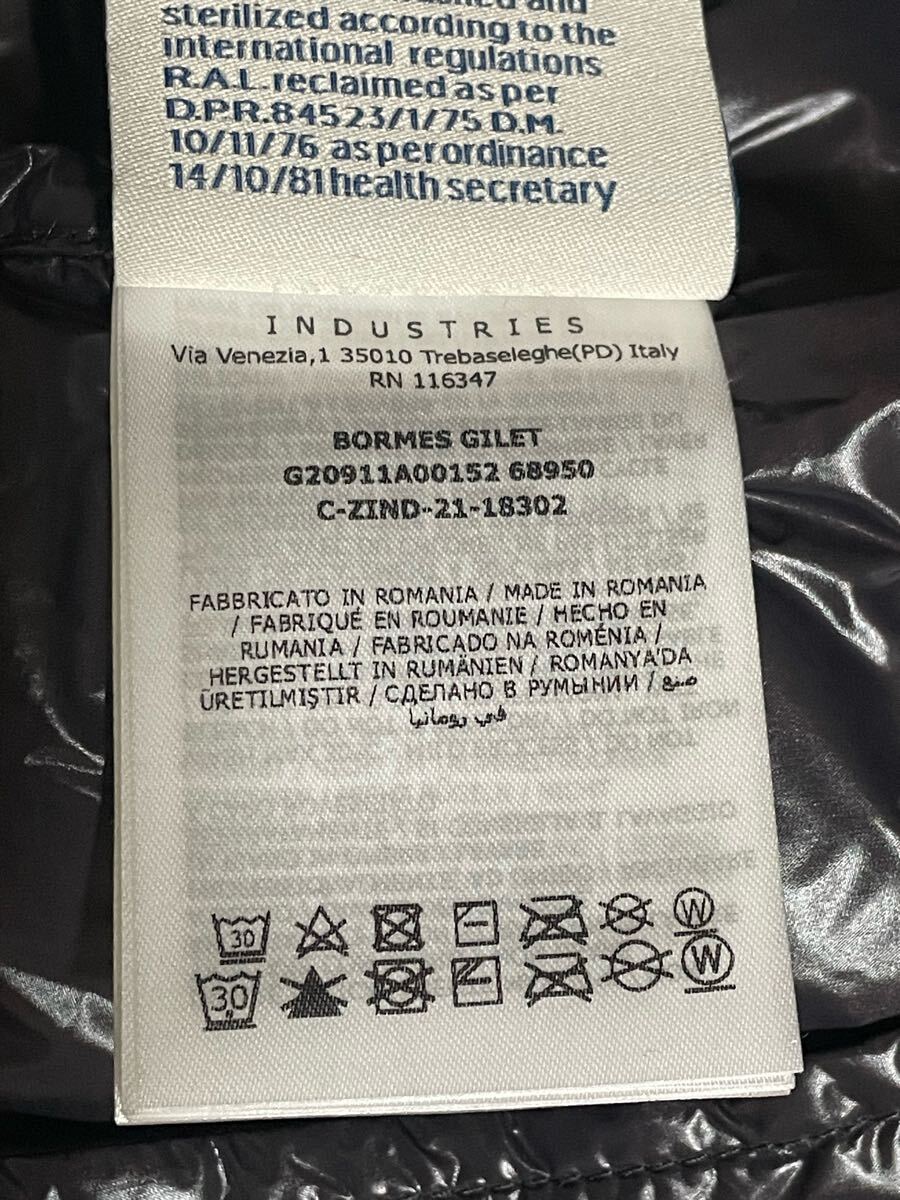 and
sterilized according to the
international regulations
R.A.L. reclaimed as per
D.P.R. 845 23/1/75 D.M.
10/11/76 as per ordinance
14/10/81 health secretary
INDUSTRIES
Via Venezia,1 35010 Trebaseleghe(PD) Italy
RN 116347
BORMES GILET
G20911A00152 68950
C-ZIND-21-18302
FABBRICATO IN ROMANIA / MADE IN ROMANIA
/ FABRIQUÉ EN ROUMANIE / HECHO EN
RUMANIA / FABRICADO NA ROMÉNIA /
HERGESTELLT IN RUMÄNIEN / ROMANYA'DA
ÜRETILMIŞTIR / СДЕЛАНО В РУМЫНИИ / صنع
في رومانيا
30 W
30 W